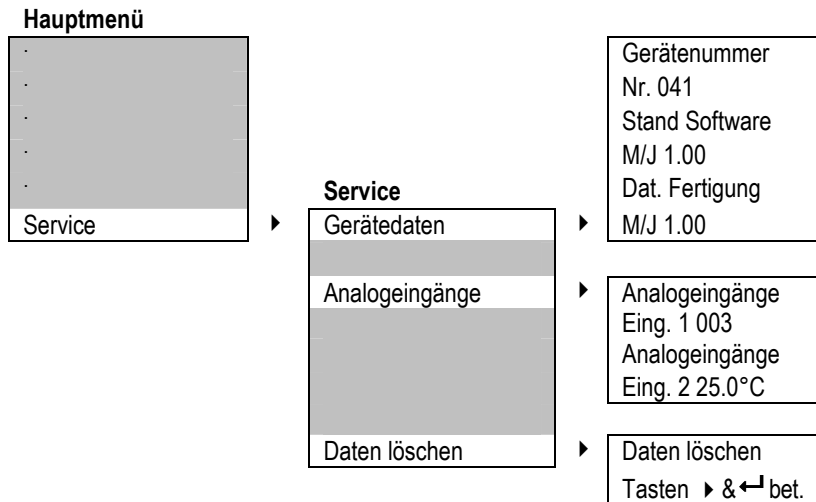 Hauptmenü
.
.
.
.
.
Service
Service
Gerätedaten
Analogeingänge
Daten löschen
Gerätenummer
Nr. 041
Stand Software
M/J 1.00
Dat. Fertigung
M/J 1.00
Analogeingänge
Eing. 1 003
Analogeingänge
Eing. 2 25.0°C
Daten löschen
Tasten ▶ & ↵ bet.